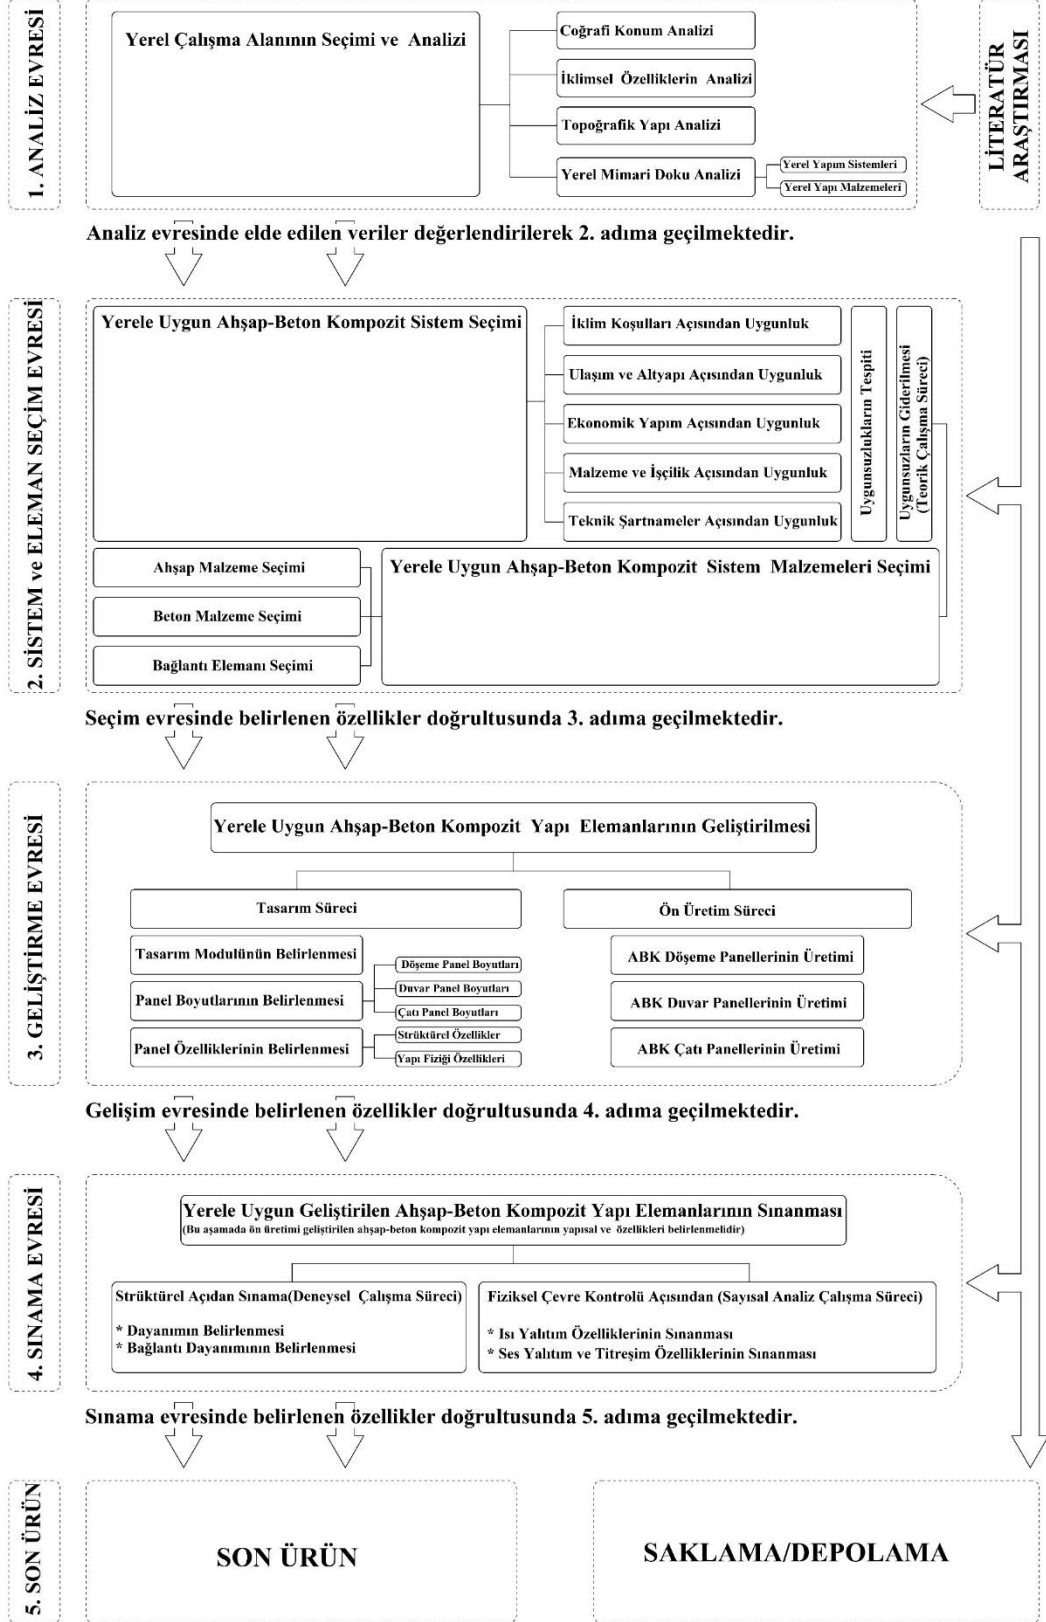 1. ANALİZ EVRESİ
Yerel Çalışma Alanının Seçimi ve Analizi
Coğrafi Konum Analizi
İklimsel Özelliklerin Analizi
Topoğrafik Yapı Analizi
Yerel Mimari Doku Analizi
Yerel Yapım Sistemleri
Yerel Yapı Malzemeleri
LİTERATÜR
ARAŞTIRMASI
Analiz evresinde elde edilen veriler değerlendirilerek 2. adıma geçilmektedir.
2. SİSTEM ve ELEMAN SEÇİM EVRESİ
Yerele Uygun Ahşap-Beton Kompozit Sistem Seçimi
İklim Koşulları Açısından Uygunluk
Ulaşım ve Altyapı Açısından Uygunluk
Ekonomik Yapım Açısından Uygunluk
Malzeme ve İşçilik Açısından Uygunluk
Teknik Şartnameler Açısından Uygunluk
Uygunsuzlukların Tespiti
Uygunsuzların Giderilmesi
(Teorik Çalışma Süreci)
Ahşap Malzeme Seçimi
Beton Malzeme Seçimi
Bağlantı Elemanı Seçimi
Yerele Uygun Ahşap-Beton Kompozit Sistem Malzemeleri Seçimi
Seçim evresinde belirlenen özellikler doğrultusunda 3. adıma geçilmektedir.
3. GELİŞTİRME EVRESİ
Yerele Uygun Ahşap-Beton Kompozit Yapı Elemanlarının Geliştirilmesi
Tasarım Süreci
Tasarım Modulünün Belirlenmesi
Panel Boyutlarının Belirlenmesi
Döşeme Panel Boyutları
Duvar Panel Boyutları
Çatı Panel Boyutları
Panel Özelliklerinin Belirlenmesi
Strüktürel Özellikler
Yapı Fiziği Özellikleri
Ön Üretim Süreci
ABK Döşeme Panellerinin Üretimi
ABK Duvar Panellerinin Üretimi
ABK Çatı Panellerinin Üretimi
Gelişim evresinde belirlenen özellikler doğrultusunda 4. adıma geçilmektedir.
4. SINAMA EVRESİ
Yerele Uygun Geliştirilen Ahşap-Beton Kompozit Yapı Elemanlarının Sınanması
(Bu aşamada ön üretimi geliştirilen ahşap-beton kompozit yapı elemanlarının yapısal ve özellikleri belirlenmelidir)
Strüktürel Açıdan Sınama(Deneysel Çalışma Süreci)
* Dayanımın Belirlenmesi
* Bağlantı Dayanımının Belirlenmesi
Fiziksel Çevre Kontrolü Açısından (Sayısal Analiz Çalışma Süreci)
* Isı Yalıtım Özelliklerinin Sınanması
* Ses Yalıtım ve Titreşim Özelliklerinin Sınanması
Sınama evresinde belirlenen özellikler doğrultusunda 5. adıma geçilmektedir.
5. SON ÜRÜN
SON ÜRÜN
SAKLAMA/DEPOLAMA